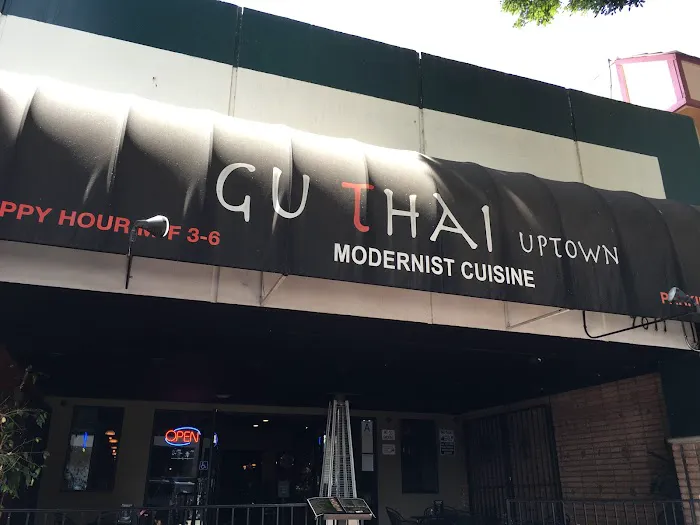 GU THAI UPTOWN
PPY HOUR M-F 3-6
MODERNIST CUISINE
OPEN